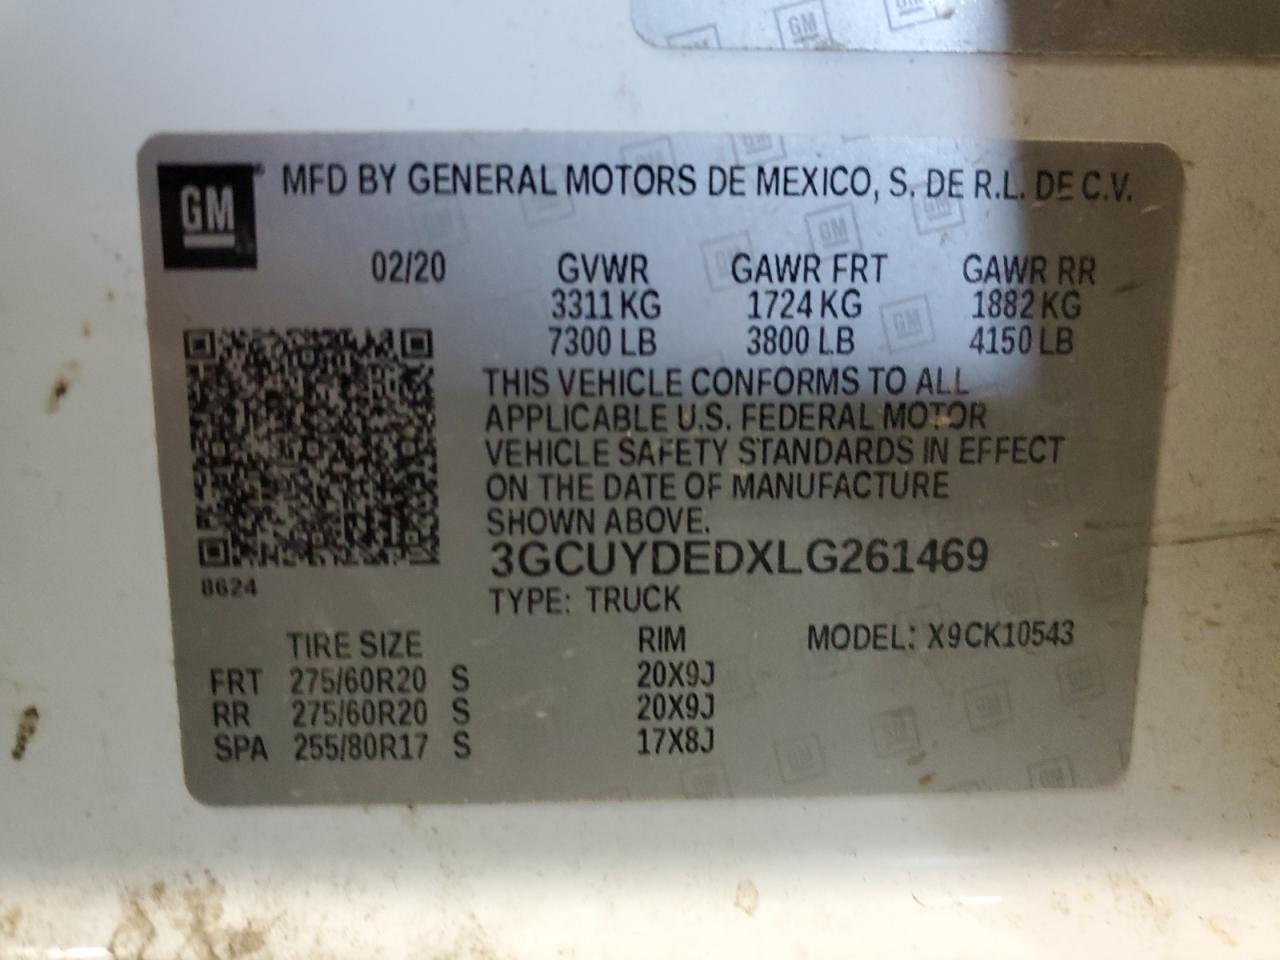 GM
GM® MFD BY GENERAL MOTORS DE MEXICO, S. DE R.L. DE C.V.
02/20 GVWR GAWR FRT GAWR RR
3311 KG 1724 KG 1882 KG
7300 LB 3800 LB 4150 LB
THIS VEHICLE CONFORMS TO ALL
APPLICABLE U.S. FEDERAL MOTOR
VEHICLE SAFETY STANDARDS IN EFFECT
ON THE DATE OF MANUFACTURE
SHOWN ABOVE.
3GCUYDEDXLG261469
8624
TYPE: TRUCK
TIRE SIZE RIM MODEL: X9CK10543
FRT 275/60R20 S 20X9J
RR 275/60R20 S 20X9J
SPA 255/80R17 S 17X8J